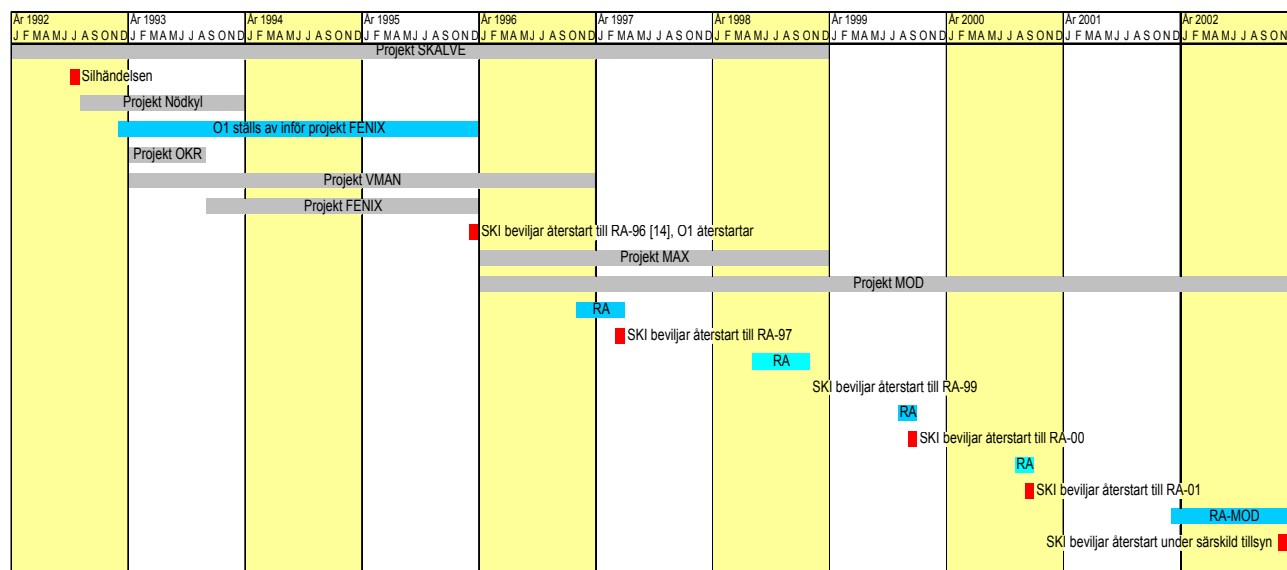 År 1992 År 1993 År 1994 År 1995 År 1996 År 1997 År 1998 År 1999 År 2000 År 2001 År 2002
J F M A M J J A S O N D J F M A M J J A S O N D J F M A M J J A S O N D J F M A M J J A S O N D J F M A M J J A S O N D J F M A M J J A S O N D J F M A M J J A S O N D J F M A M J J A S O N D J F M A M J J A S O N D J F M A M J J A S O N D J F M A M J J A S O N
Projekt SKALVE
Silhändelsen
Projekt Nödkyl
O1 ställs av inför projekt FENIX
Projekt OKR
Projekt VMAN
Projekt FENIX
SKI beviljar återstart till RA-96 [14], O1 återstartar
Projekt MAX
Projekt MOD
RA
SKI beviljar återstart till RA-97
RA
SKI beviljar återstart till RA-99
RA
SKI beviljar återstart till RA-00
RA
SKI beviljar återstart till RA-01
RA-MOD
SKI beviljar återstart under särskild tillsyn